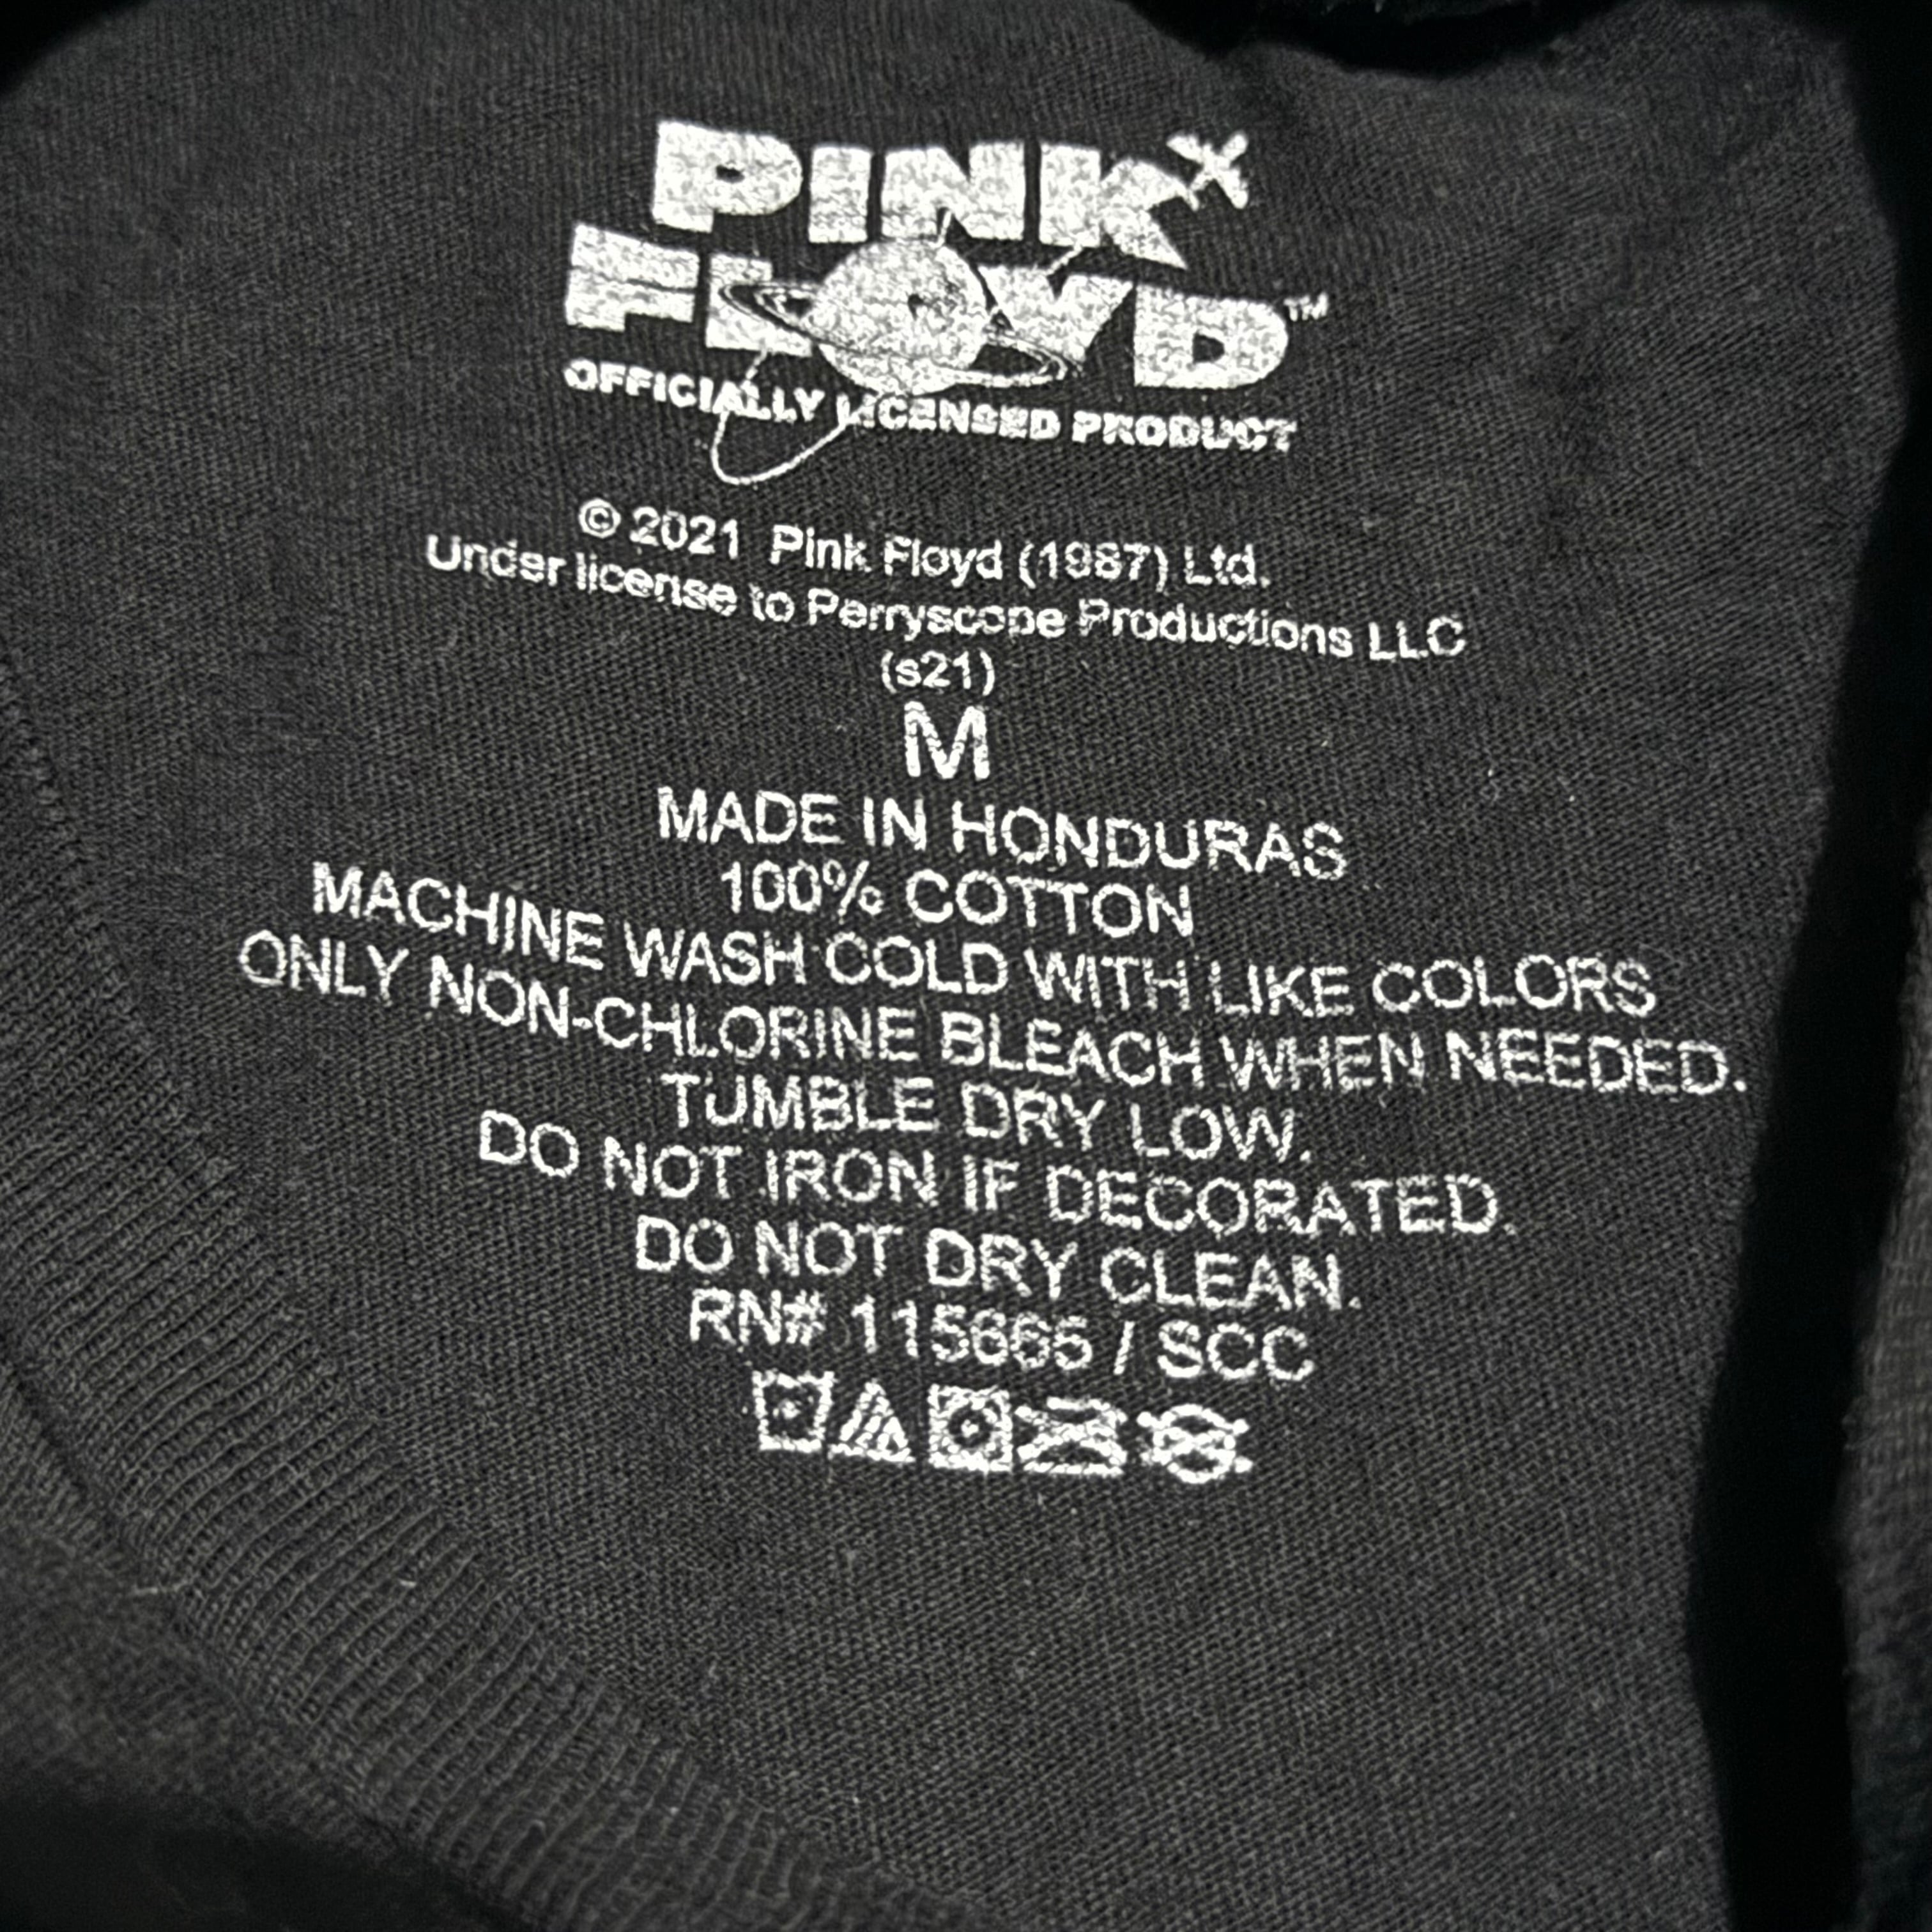 PINK
FLOYD™
OFFICIALLY LICENSED PRODUCT
© 2021 Pink Floyd (1987) Ltd.
Under license to Perryscope Productions LLC
(s21)
M
MADE IN HONDURAS
100% COTTON
MACHINE WASH COLD WITH LIKE COLORS
ONLY NON-CHLORINE BLEACH WHEN NEEDED.
TUMBLE DRY LOW.
DO NOT IRON IF DECORATED.
DO NOT DRY CLEAN.
RN# 115665 / SCC